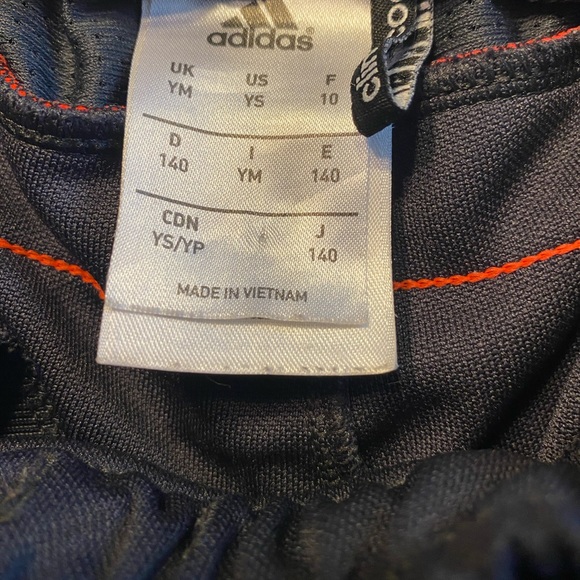 adidas
UK US F
YM YS 10
D I E
140 YM 140
CDN J
YS/YP 140
MADE IN VIETNAM